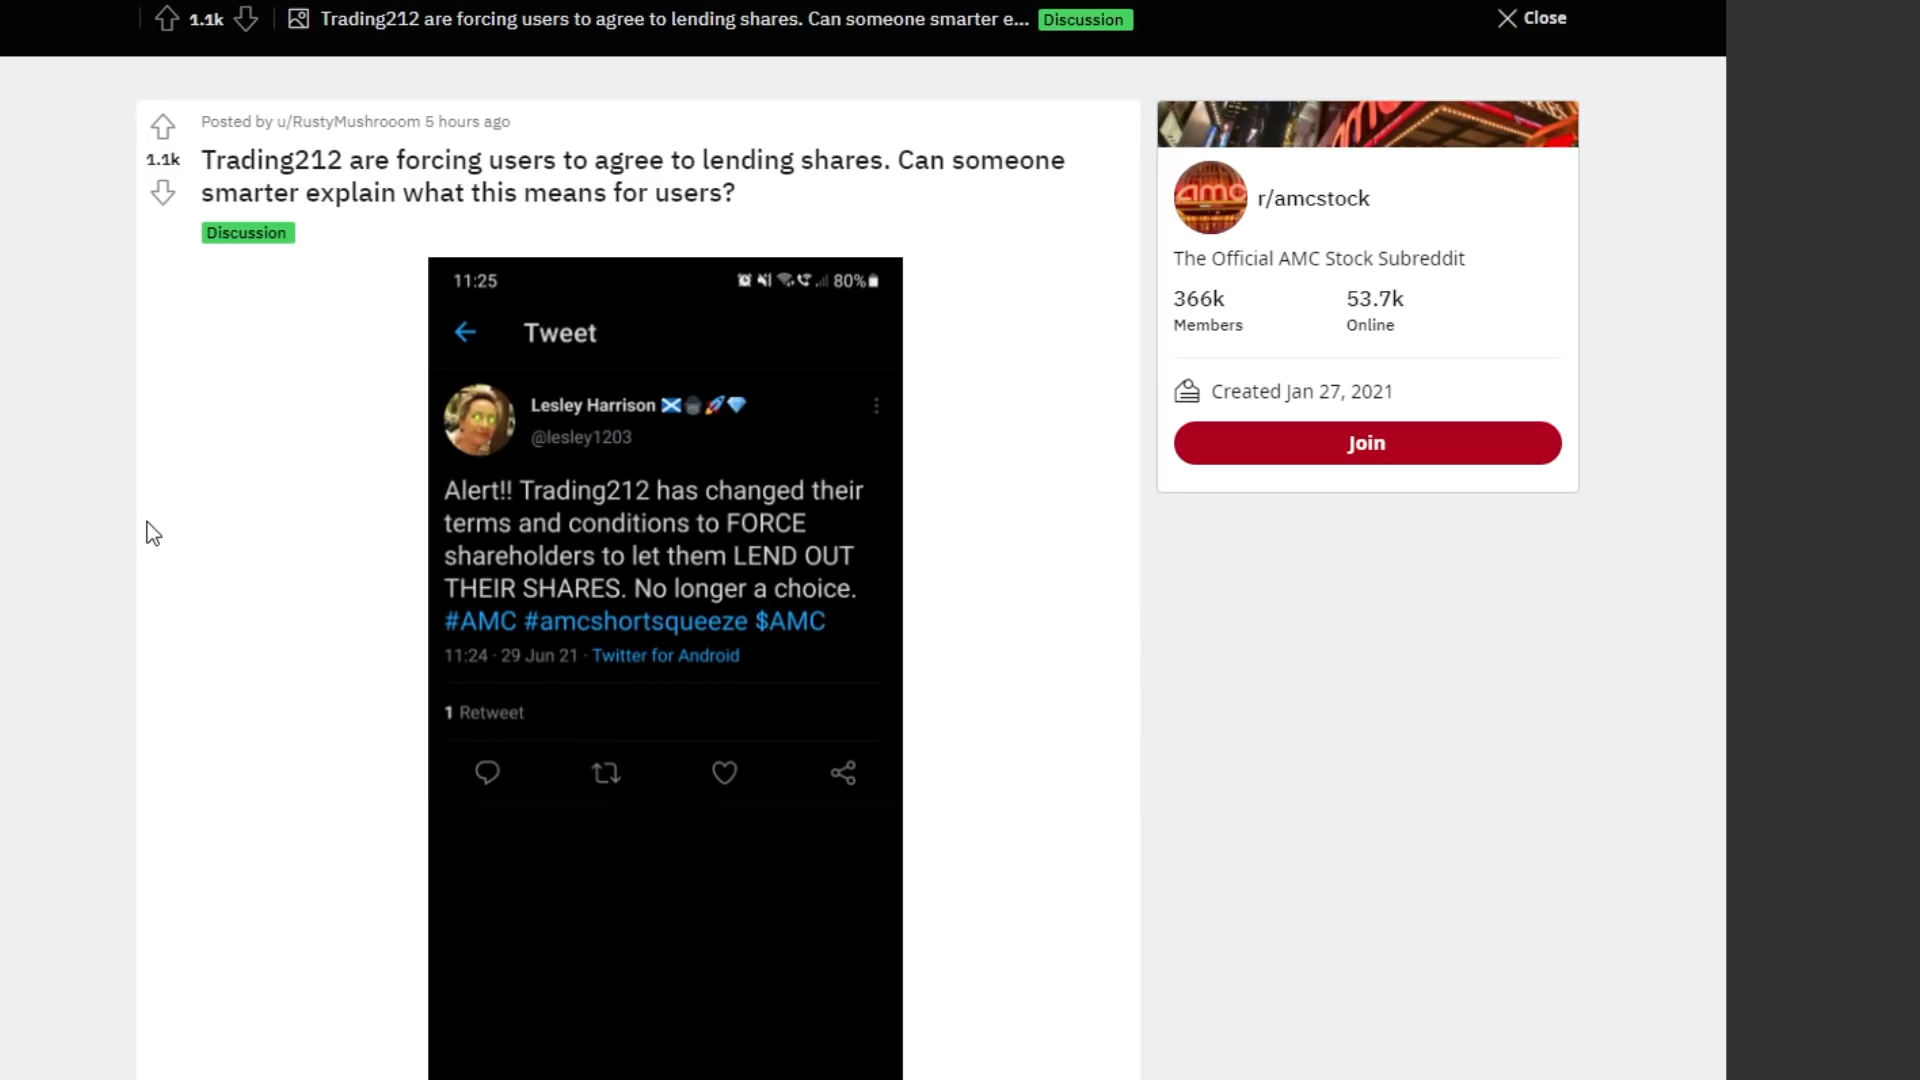 1.1k
Trading212 are forcing users to agree to lending shares. Can someone smarter e...
Discussion
Close
Posted by u/RustyMushrooom 5 hours ago
1.1k
Trading212 are forcing users to agree to lending shares. Can someone
smarter explain what this means for users?
Discussion
11:25
80%
Tweet
Lesley Harrison
@lesley1203
Alert!! Trading212 has changed their
terms and conditions to FORCE
shareholders to let them LEND OUT
THEIR SHARES. No longer a choice.
#AMC #amcshortsqueeze $AMC
11:24 · 29 Jun 21 · Twitter for Android
1 Retweet
amc
r/amcstock
The Official AMC Stock Subreddit
366k
Members
53.7k
Online
Created Jan 27, 2021
Join